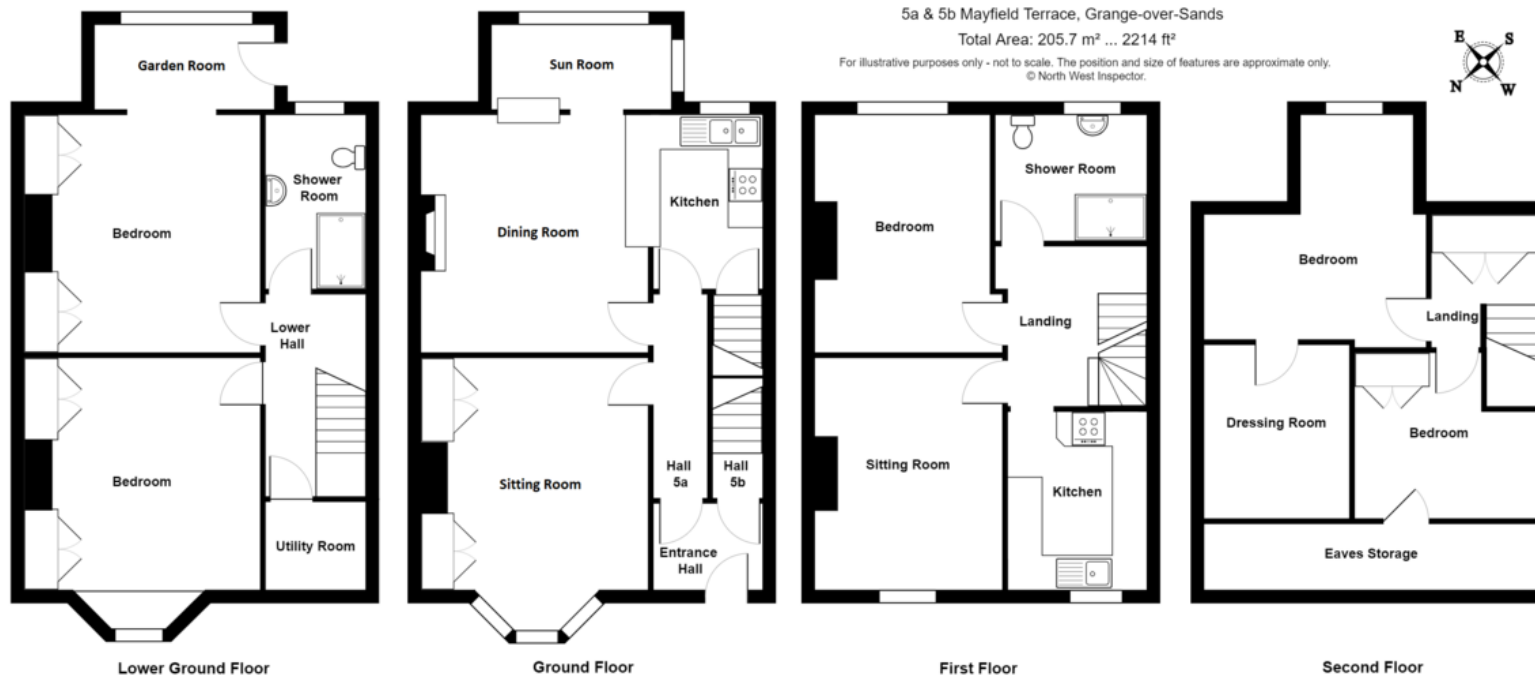 5a & 5b Mayfield Terrace, Grange-over-Sands
Total Area: 205.7 m² ... 2214 ft²
For illustrative purposes only - not to scale. The position and size of features are approximate only.
© North West Inspector.
E S
N W
Garden Room
Shower
Room
Bedroom
Lower
Hall
Bedroom
Utility Room
Lower Ground Floor
Sun Room
Kitchen
Dining Room
Hall
5a
Hall
5b
Sitting Room
Entrance
Hall
Ground Floor
Shower Room
Bedroom
Landing
Sitting Room
Kitchen
First Floor
Bedroom
Landing
Dressing Room
Bedroom
Eaves Storage
Second Floor